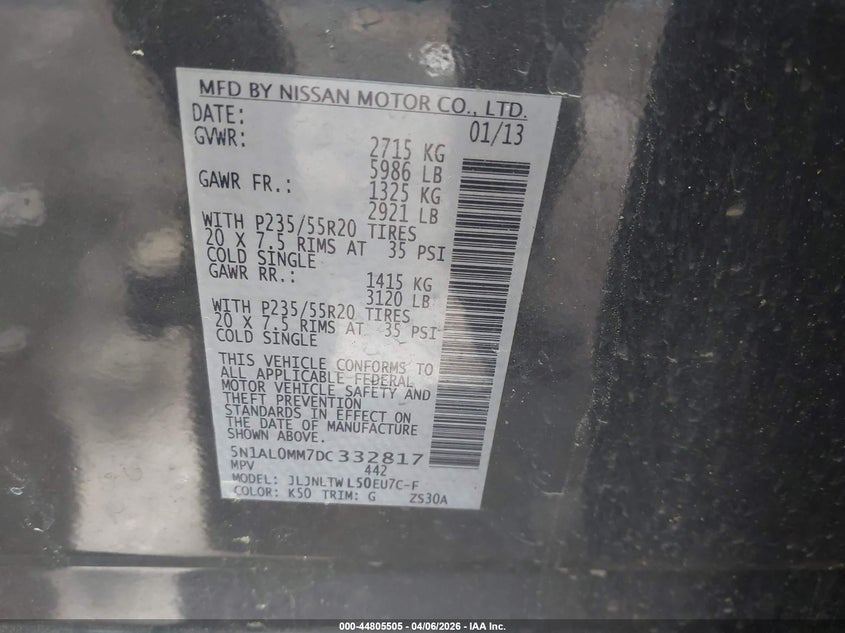 MFD BY NISSAN MOTOR CO., LTD.
DATE: 01/13
GVWR: 2715 KG
5986 LB
GAWR FR.: 1325 KG
2921 LB
WITH P235/55R20 TIRES
20 X 7.5 RIMS AT 35 PSI
COLD SINGLE
GAWR RR.: 1415 KG
3120 LB
WITH P235/55R20 TIRES
20 X 7.5 RIMS AT 35 PSI
COLD SINGLE
THIS VEHICLE CONFORMS TO
ALL APPLICABLE FEDERAL
MOTOR VEHICLE SAFETY AND
THEFT PREVENTION
STANDARDS IN EFFECT ON
THE DATE OF MANUFACTURE
SHOWN ABOVE.
5N1AL0MM7DC332817
MPV 442
MODEL: JLJNLTWL50EU7C-F
COLOR: K50 TRIM: G ZS30A
000-44805505 - 04/06/2026 - IAA Inc.